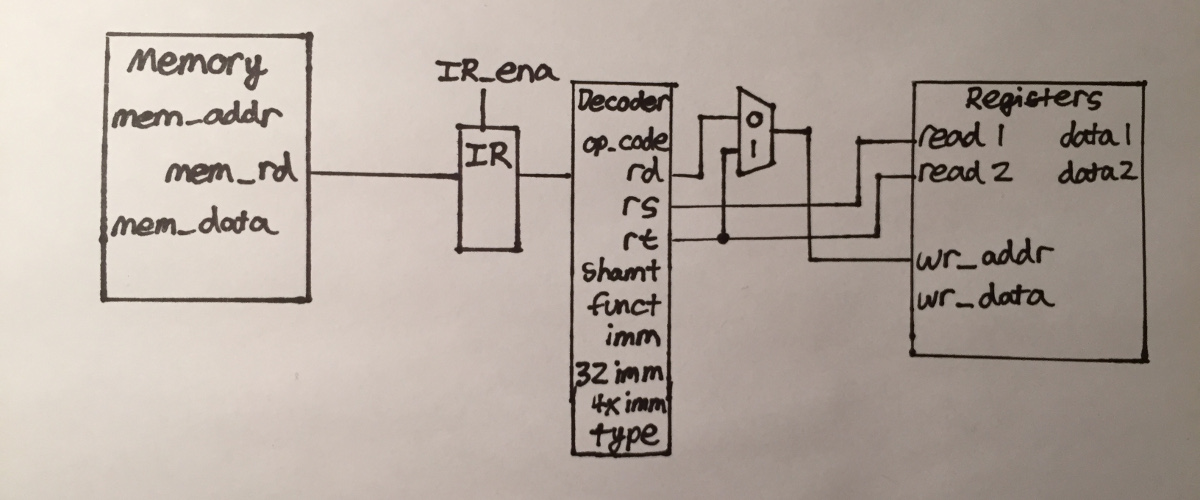 Memory
mem_addr
mem_rd
mem_data
IR_ena
IR
Decoder
op_code
rd
rs
rt
shamt
funct
imm
32 imm
4x imm
type
0
1
Registers
read 1 data 1
read 2 data 2
wr_addr
wr_data